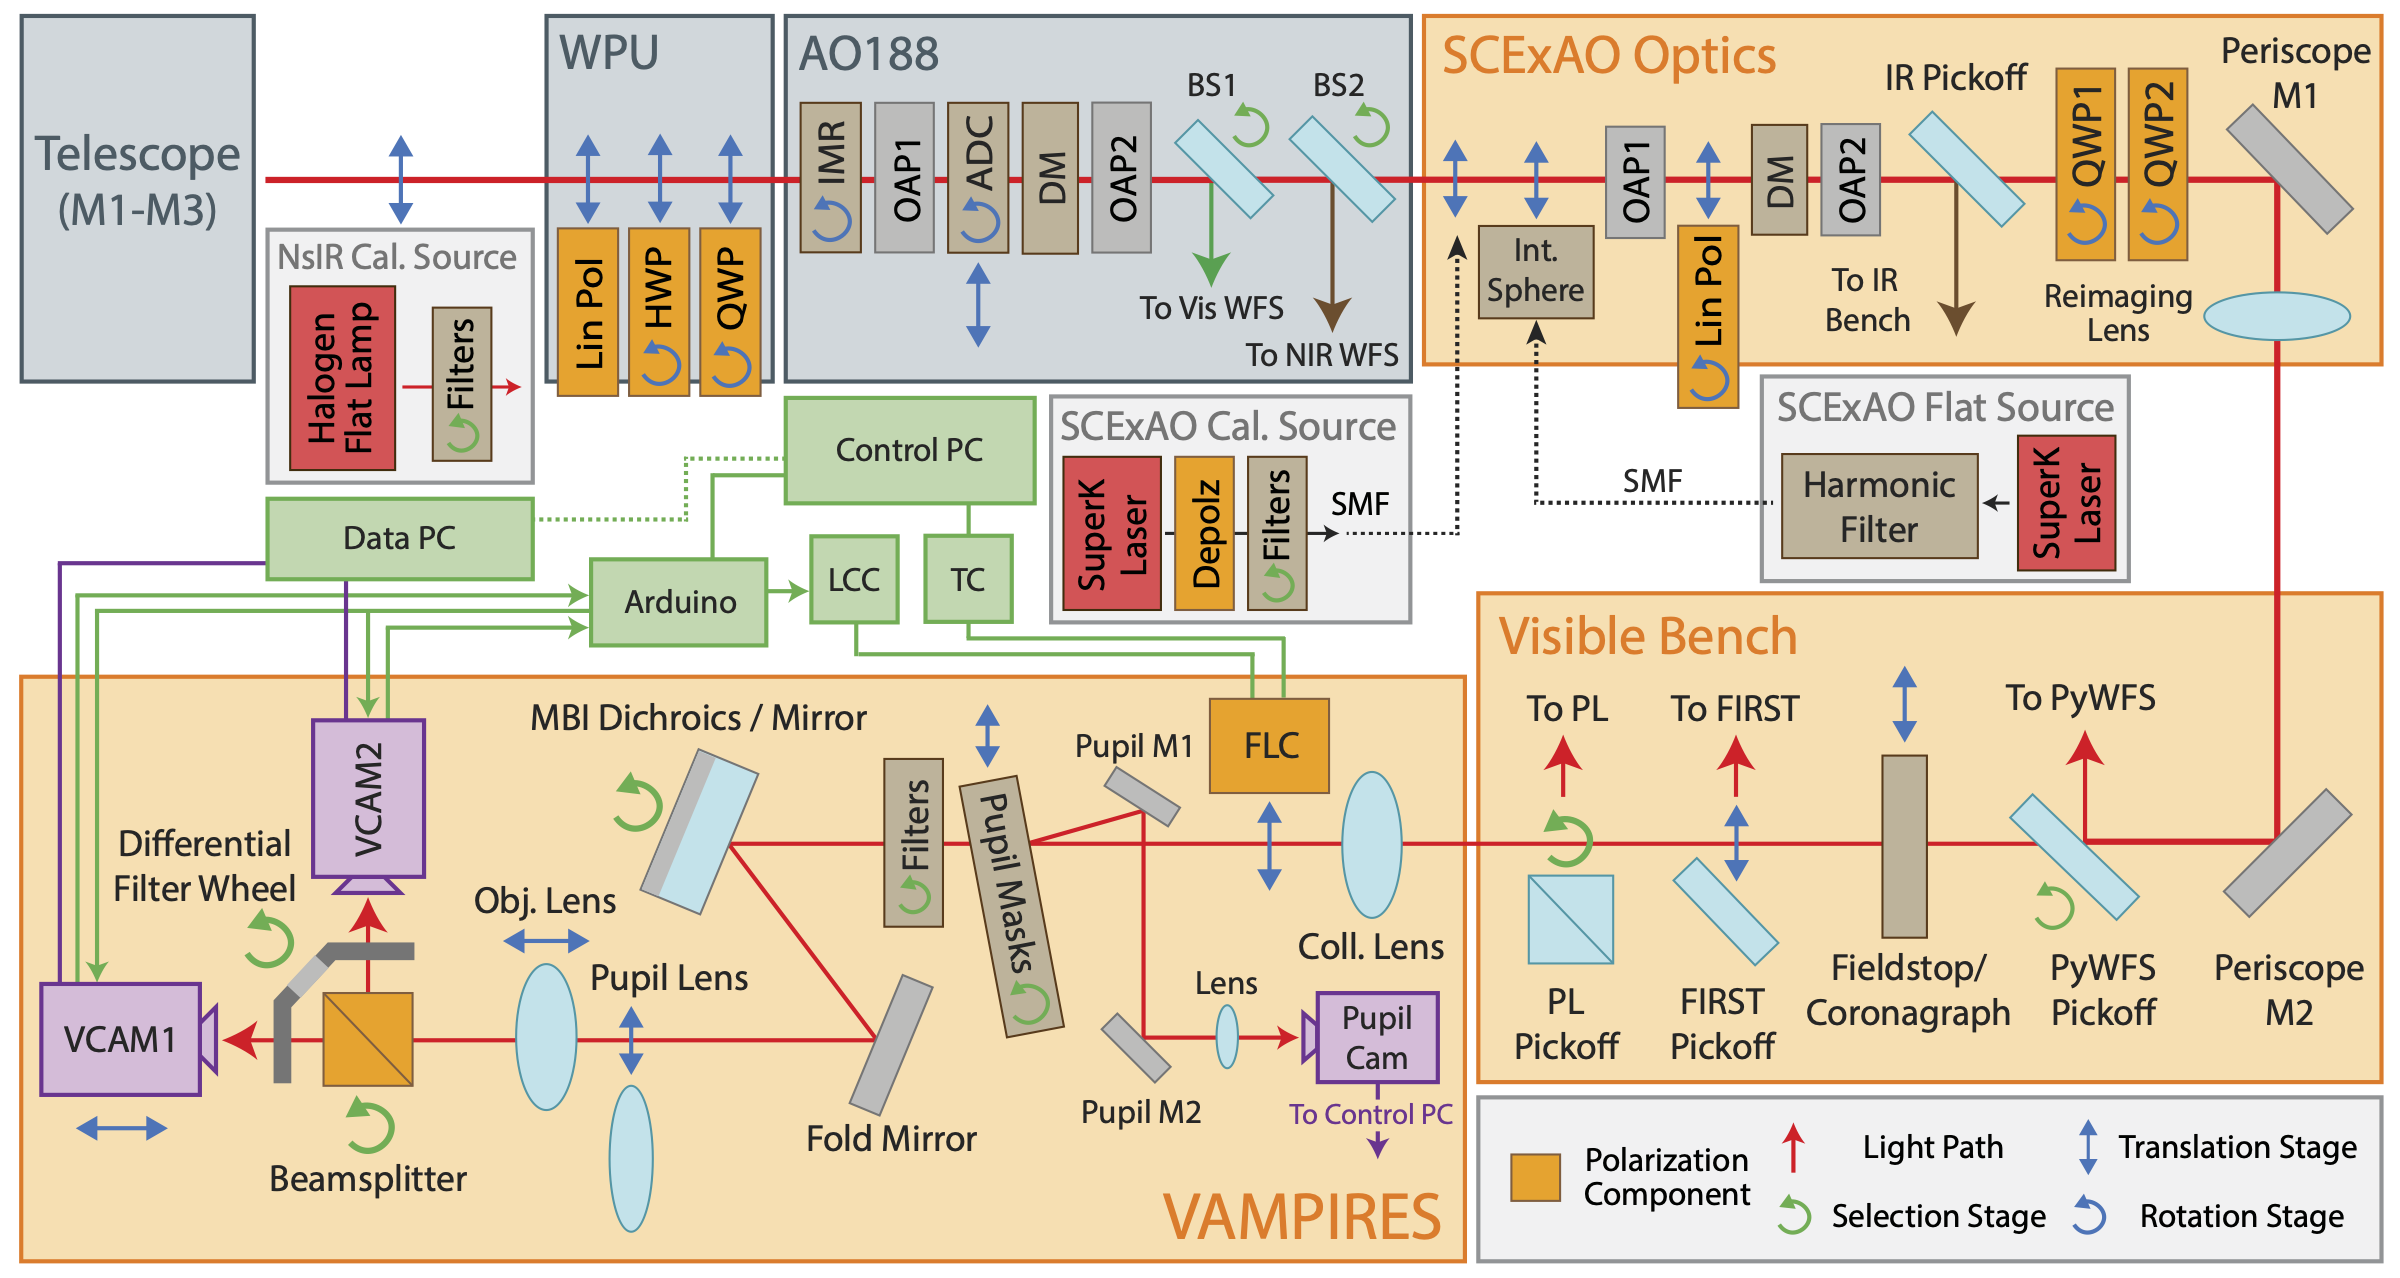 Telescope
(M1-M3)
NsIR Cal. Source
Halogen
Flat Lamp
Filters
WPU
Lin Pol
HWP
QWP
AO188
IMR
OAP1
ADC
DM
OAP2
BS1
BS2
To Vis WFS
To NIR WFS
SCExAO Optics
Int.
Sphere
OAP1
Lin Pol
DM
OAP2
IR Pickoff
To IR
Bench
QWP1
QWP2
Periscope
M1
Reimaging
Lens
SCExAO Cal. Source
SuperK
Laser
Depolz
Filters
SMF
SCExAO Flat Source
SMF
Harmonic
Filter
SuperK
Laser
Control PC
Data PC
Arduino
LCC
TC
Visible Bench
To PL
To FIRST
To PyWFS
PL
Pickoff
FIRST
Pickoff
Fieldstop/
Coronagraph
PyWFS
Pickoff
Periscope
M2
MBI Dichroics / Mirror
Filters
Pupil Masks
Pupil M1
FLC
Coll. Lens
VCAM2
Differential
Filter Wheel
Obj. Lens
Pupil Lens
VCAM1
Beamsplitter
Fold Mirror
Lens
Pupil M2
Pupil
Cam
To Control PC
VAMPIRES
Polarization
Component
Light Path
Translation Stage
Selection Stage
Rotation Stage